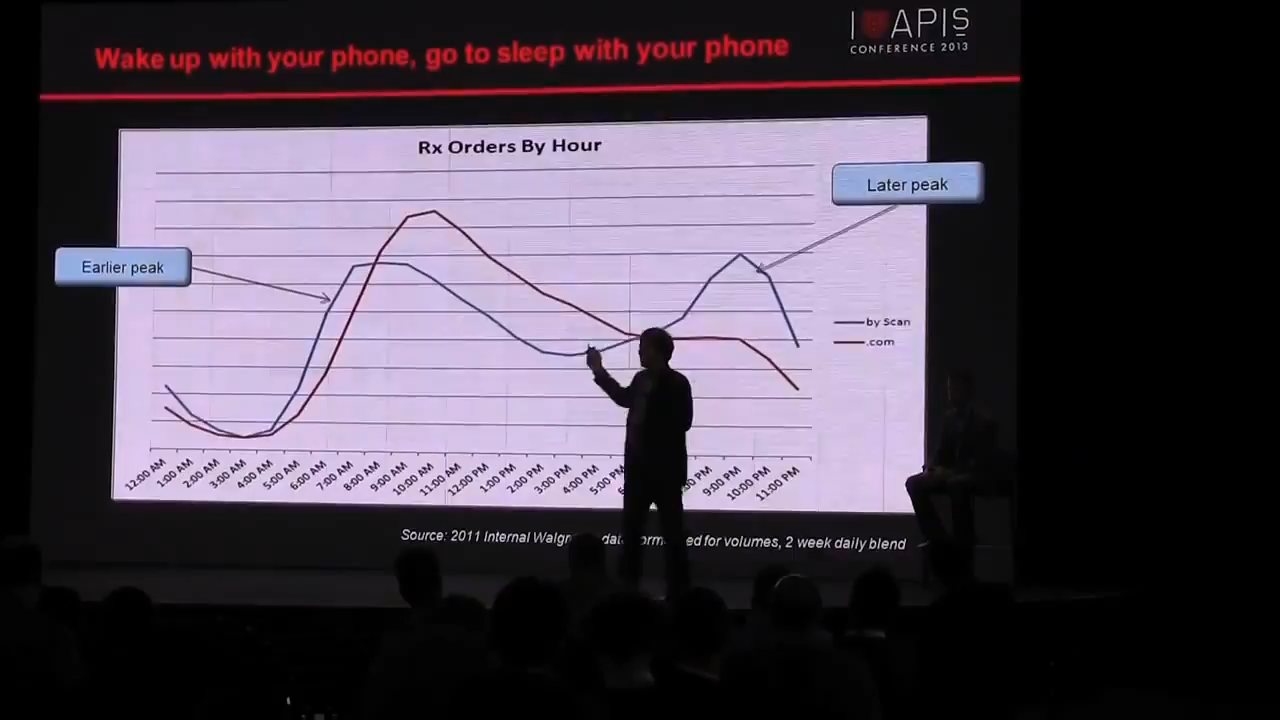 I APIS
CONFERENCE 2013
Wake up with your phone, go to sleep with your phone
Rx Orders By Hour
Later peak
Earlier peak
by Scan
.com
12:00 AM
1:00 AM
2:00 AM
3:00 AM
4:00 AM
5:00 AM
6:00 AM
7:00 AM
8:00 AM
9:00 AM
10:00 AM
11:00 AM
12:00 PM
1:00 PM
2:00 PM
3:00 PM
4:00 PM
5:00 PM
9:00 PM
10:00 PM
11:00 PM
Source: 2011 Internal for volumes, 2 week daily blend